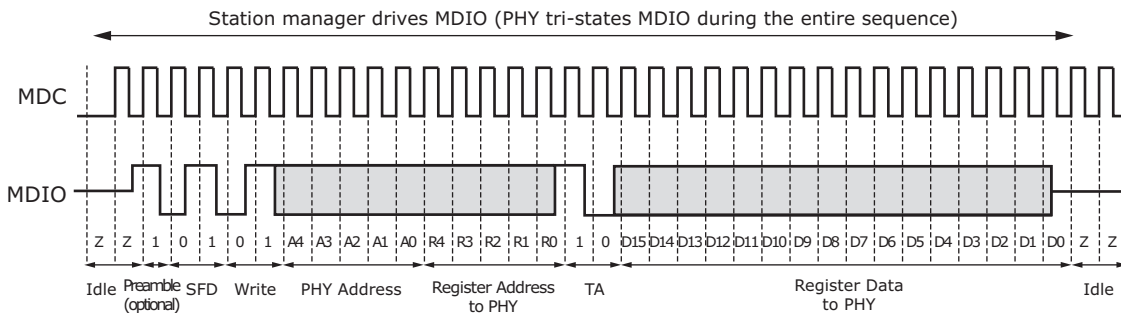 Station manager drives MDIO (PHY tri-states MDIO during the entire sequence)
MDC
MDIO
Z Z 1 0 1 0 1 A4 A3 A2 A1 A0 R4 R3 R2 R1 R0 1 0 D15 D14 D13 D12 D11 D10 D9 D8 D7 D6 D5 D4 D3 D2 D1 D0 Z Z
Idle Preamble SFD Write PHY Address Register Address TA Register Data Idle
(optional) to PHY to PHY